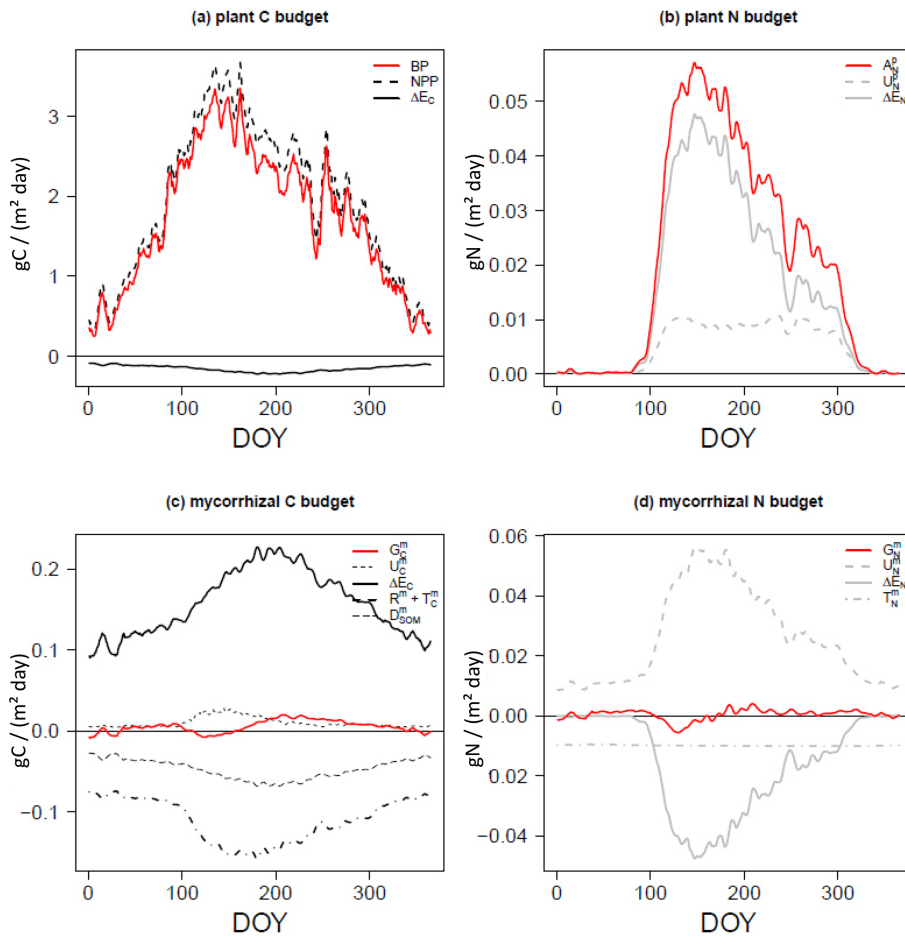 (a) plant C budget
BP
NPP
ΔE_C
3
2
1
0
gC / (m² day)
0 100 200 300
DOY
(b) plant N budget
A_N^p
U_N^p
ΔE_N
0.05
0.04
0.03
0.02
0.01
0.00
gN / (m² day)
0 100 200 300
DOY
(c) mycorrhizal C budget
G_C^m
U_C^m
ΔE_C
R^m + T_C^m
D_SOM^m
0.2
0.1
0.0
−0.1
gC / (m² day)
0 100 200 300
DOY
(d) mycorrhizal N budget
G_N^m
U_N^m
ΔE_N
T_N^m
0.06
0.04
0.02
0.00
0.02
−0.04
gN / (m² day)
0 100 200 300
DOY